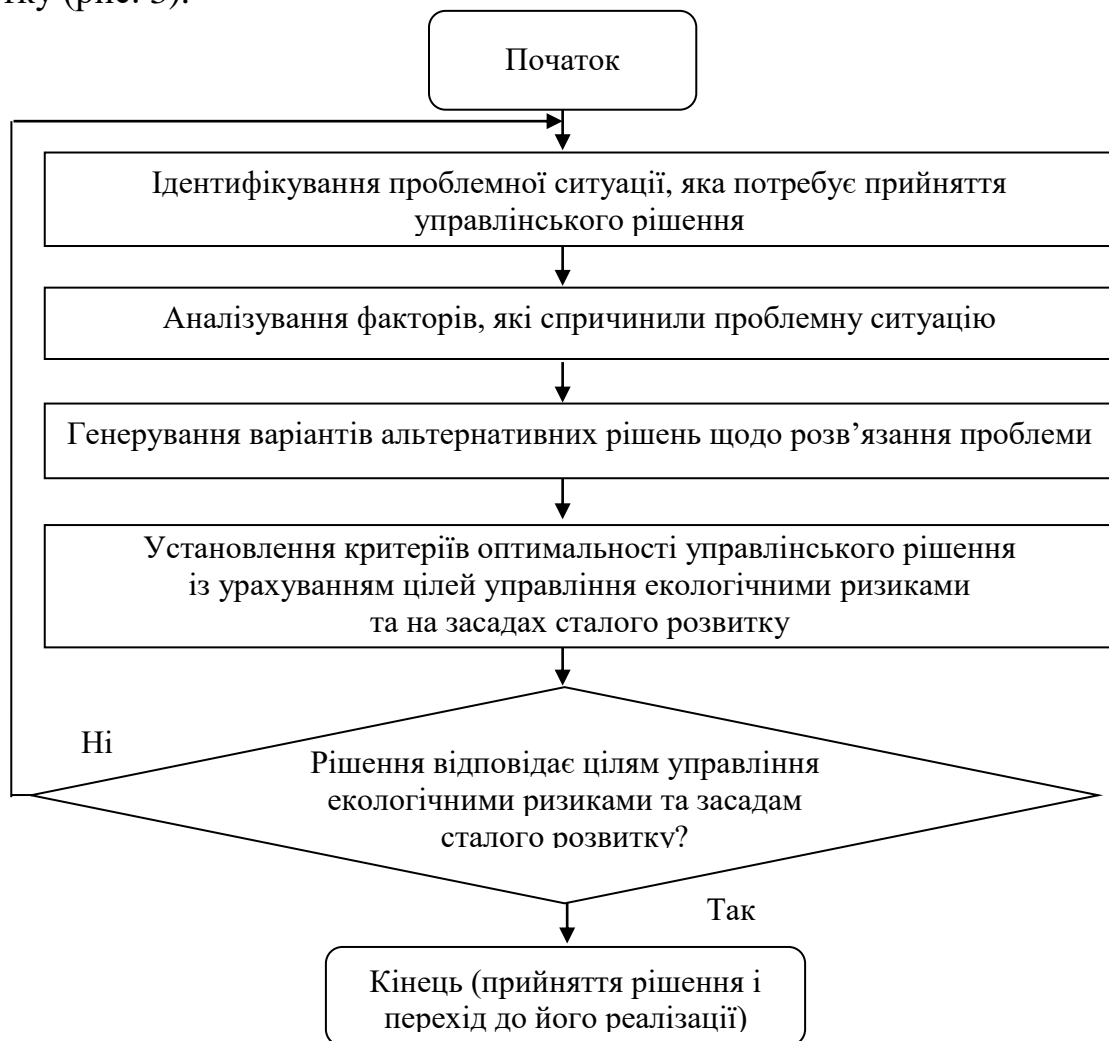 тку (рис. 3).
Початок
Ідентифікування проблемної ситуації, яка потребує прийняття
управлінського рішення
Аналізування факторів, які спричинили проблемну ситуацію
Генерування варіантів альтернативних рішень щодо розв’язання проблеми
Установлення критеріїв оптимальності управлінського рішення
із урахуванням цілей управління екологічними ризиками
та на засадах сталого розвитку
Ні
Рішення відповідає цілям управління
екологічними ризиками та засадам
сталого розвитку?
Так
Кінець (прийняття рішення і
перехід до його реалізації)